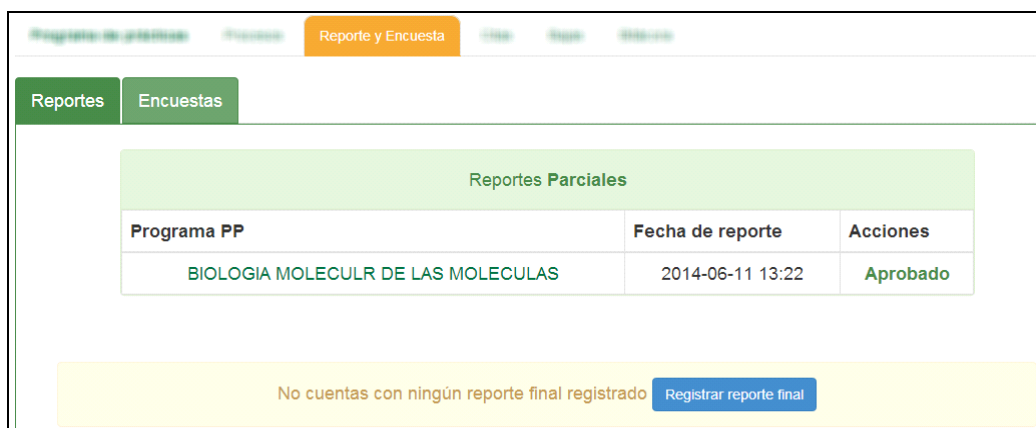 Reporte y Encuesta
Reportes Encuestas
Reportes Parciales
Programa PP Fecha de reporte Acciones
BIOLOGIA MOLECULR DE LAS MOLECULAS 2014-06-11 13:22 Aprobado
No cuentas con ningún reporte final registrado Registrar reporte final